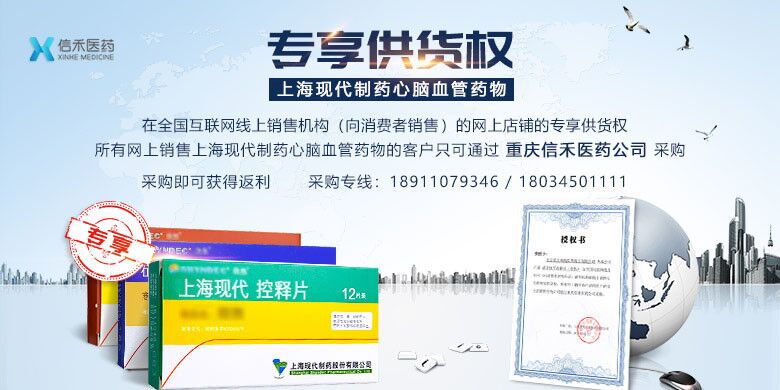 信禾医药
XINHE MEDICINE
专享供货权
上海现代制药心脑血管药物
在全国互联网线上销售机构（向消费者销售）的网上店铺的专享供货权
所有网上销售上海现代制药心脑血管药物的客户只可通过 重庆信禾医药公司 采购
采购即可获得返利 采购专线：18911079346 / 18034501111
专享
上海现代 控释片
12片装
上海现代制药股份有限公司
授权书